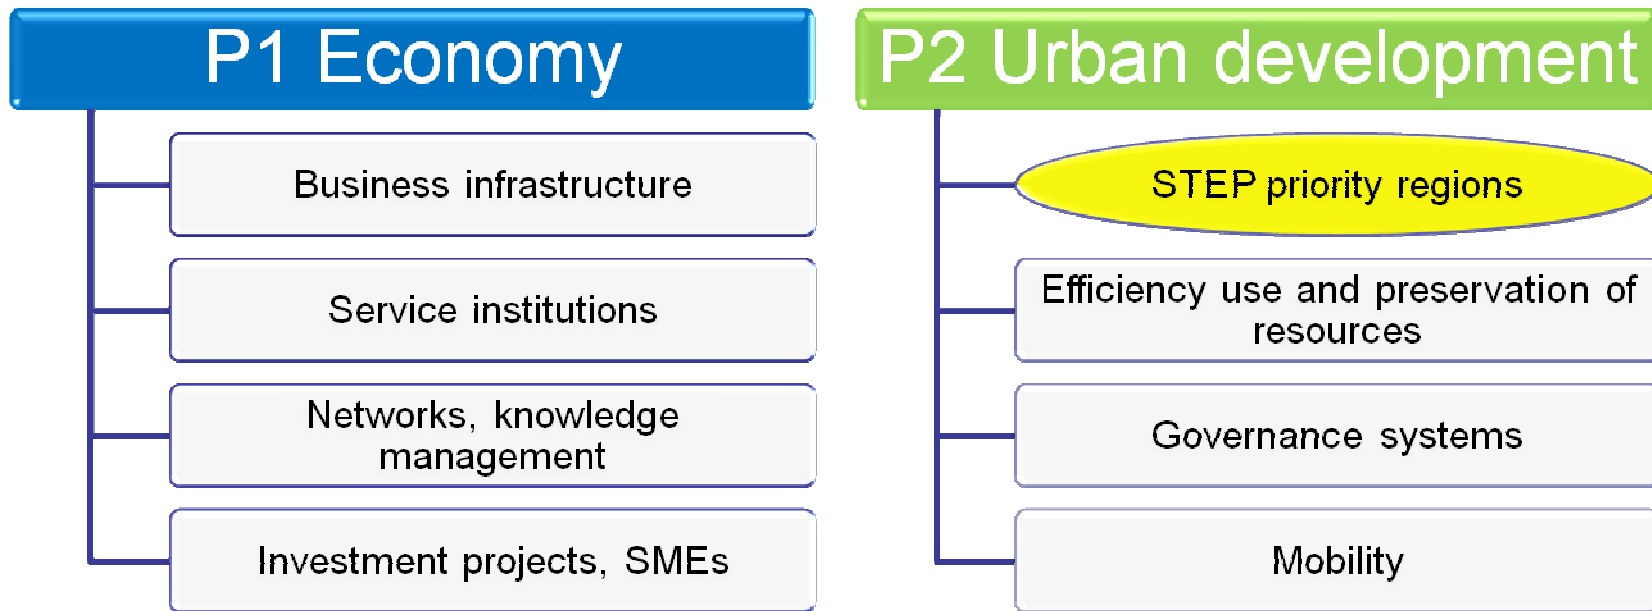 P1 Economy
Business infrastructure
Service institutions
Networks, knowledge
management
Investment projects, SMEs
P2 Urban development
STEP priority regions
Efficiency use and preservation of
resources
Governance systems
Mobility